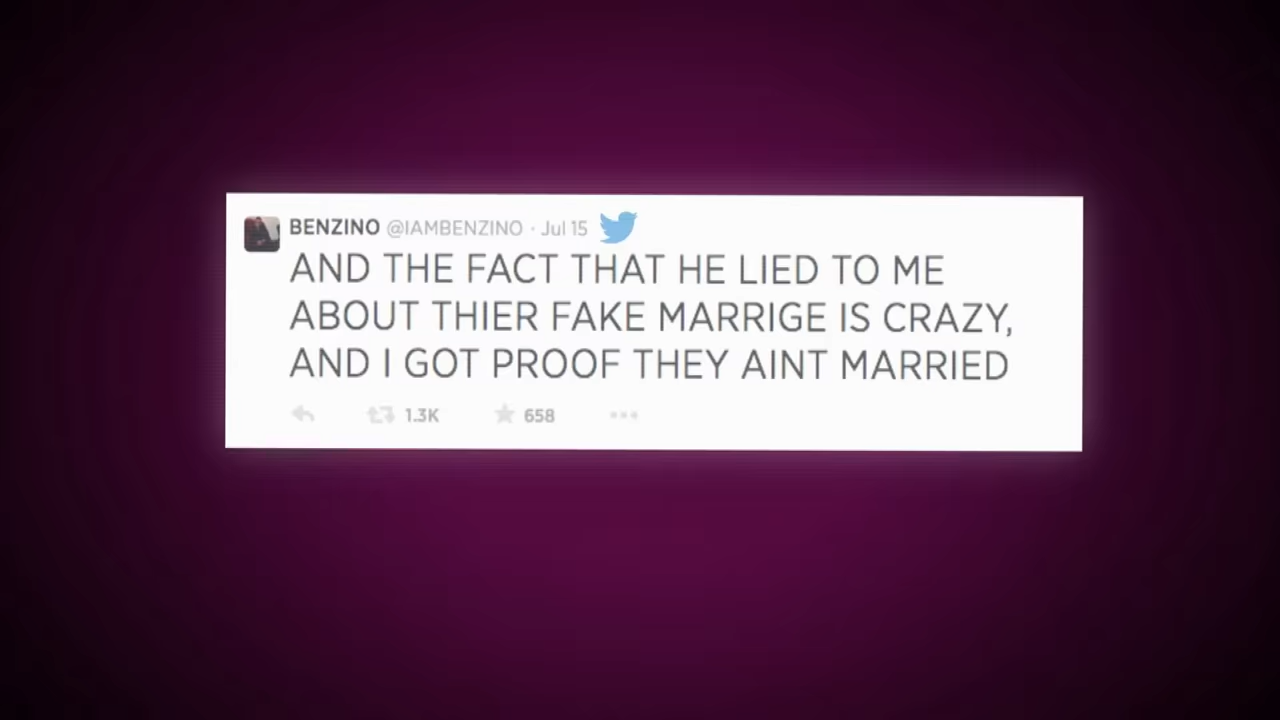 BENZINO @IAMBENZINO · Jul 15
AND THE FACT THAT HE LIED TO ME
ABOUT THIER FAKE MARRIGE IS CRAZY,
AND I GOT PROOF THEY AINT MARRIED
1.3K 658